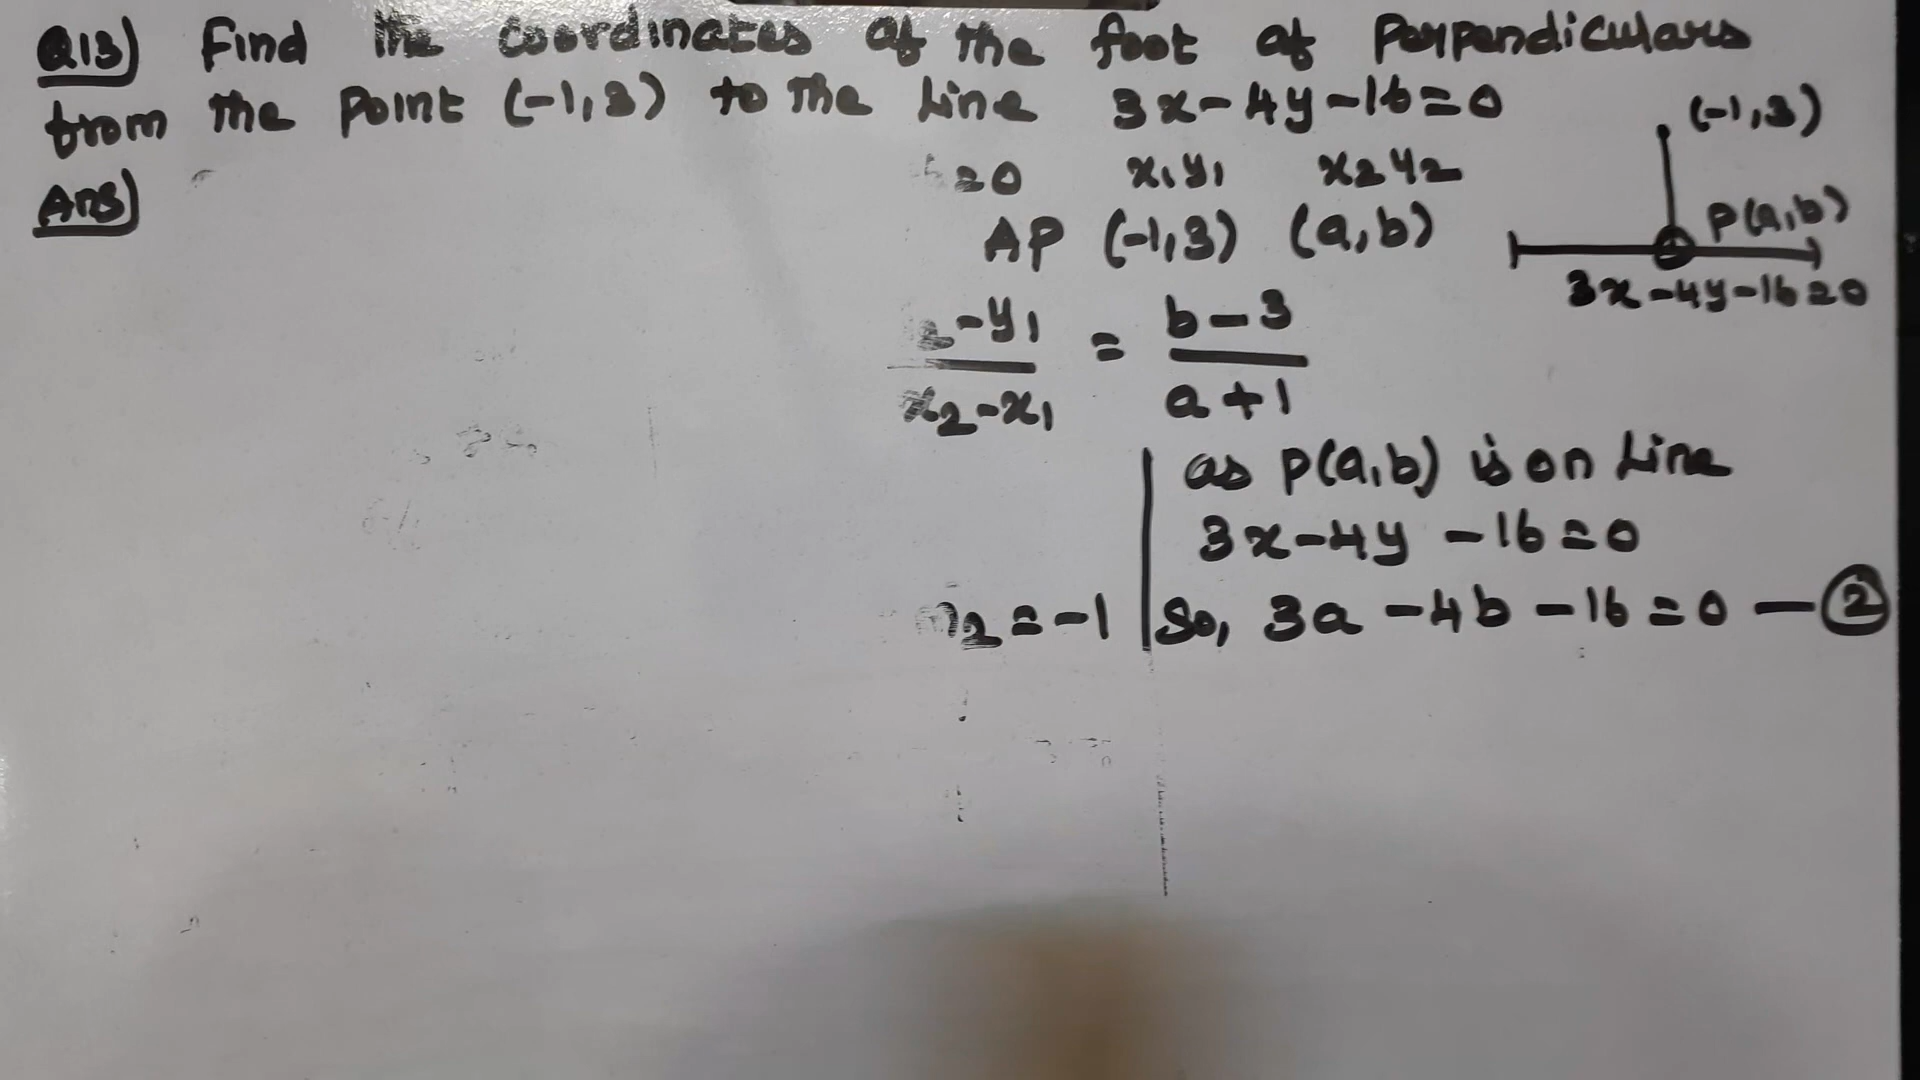 Q13) Find the coordinates of the foot of Perpendiculars
from the Point (-1,3) to the Line 3x-4y-16=0
Ans)
=0 x₁y₁ x₂y₂
AP (-1,3) (a,b)
-y₁ / x₂-x₁ = b-3 / a+1
(-1,3)
P(a,b)
3x-4y-16=0
as P(a,b) is on Line
3x-4y-16=0
2=-1 So, 3a-4b-16=0 — ②